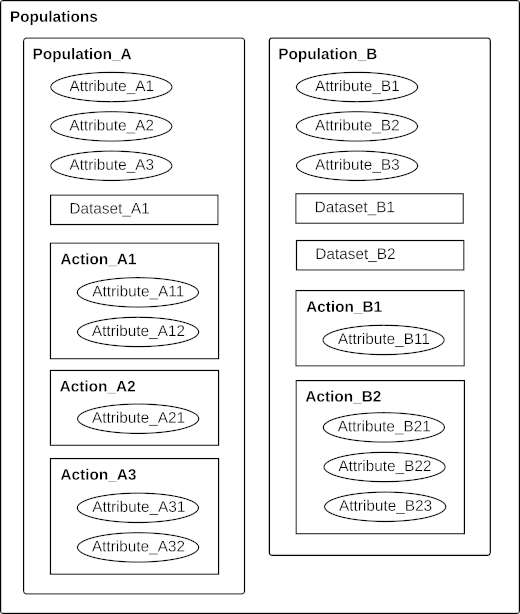 Populations
Population_A
Attribute_A1
Attribute_A2
Attribute_A3
Dataset_A1
Action_A1
Attribute_A11
Attribute_A12
Action_A2
Attribute_A21
Action_A3
Attribute_A31
Attribute_A32
Population_B
Attribute_B1
Attribute_B2
Attribute_B3
Dataset_B1
Dataset_B2
Action_B1
Attribute_B11
Action_B2
Attribute_B21
Attribute_B22
Attribute_B23